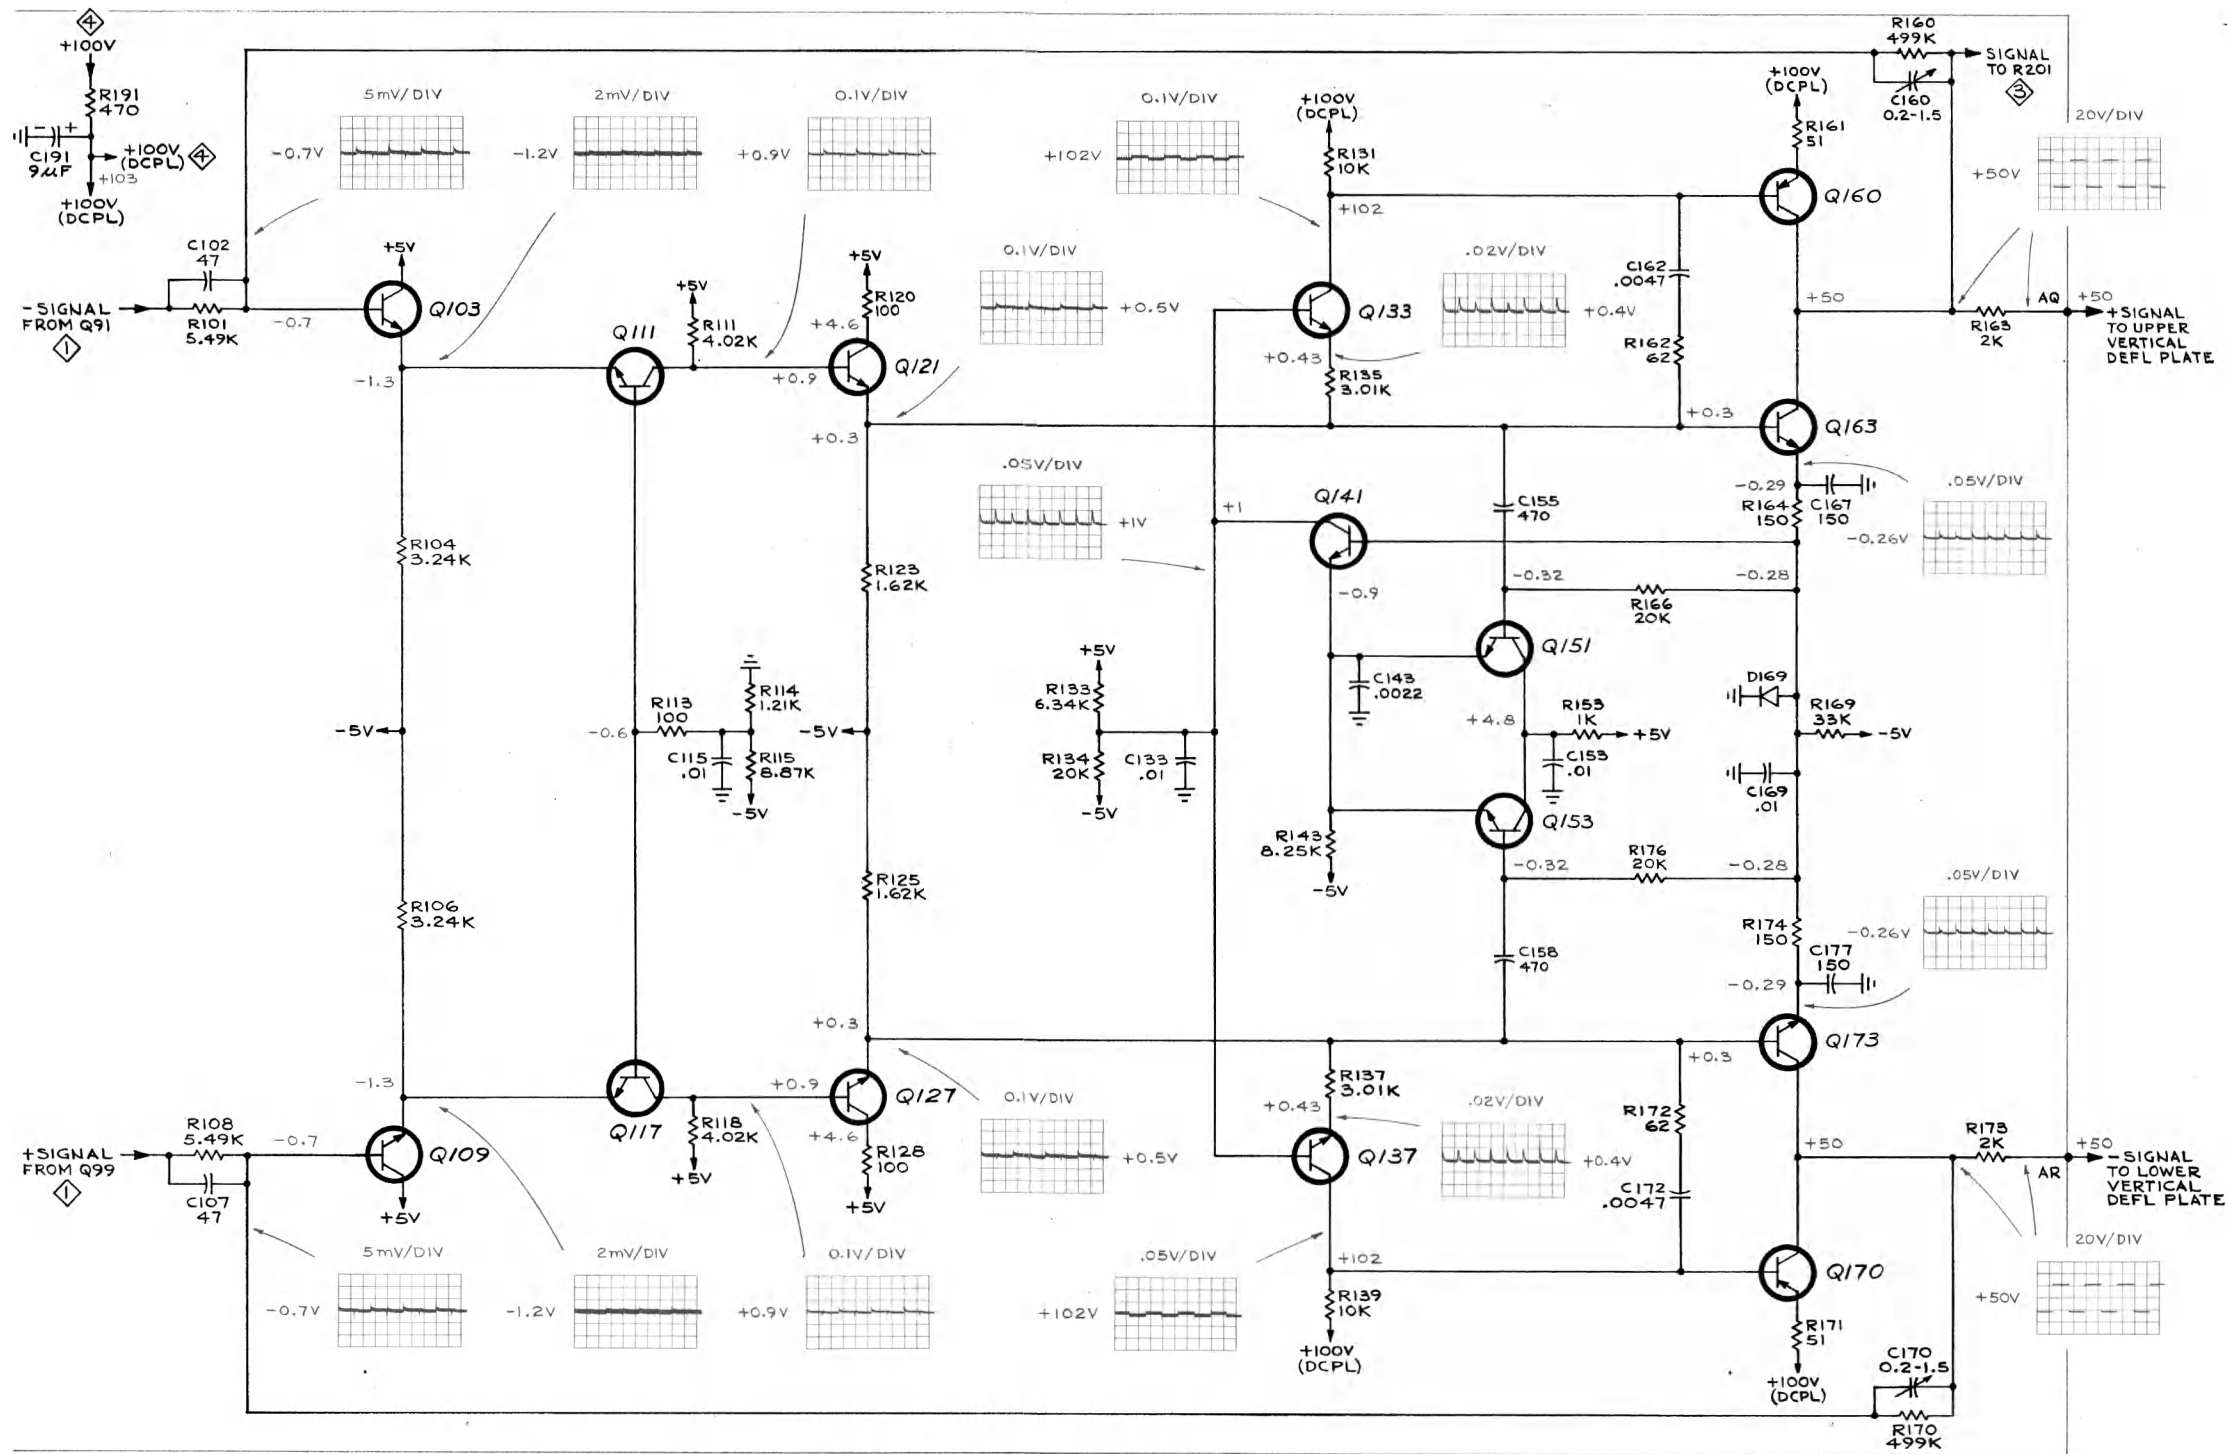 4
+100V
R191
470
C191
9µF
+100V
(DCPL)
4
+103
+100V
(DCPL)
5mV/DIV
-0.7V
2mV/DIV
-1.2V
0.1V/DIV
+0.9V
0.1V/DIV
+102V
+100V
(DCPL)
R131
10K
+102
+100V
(DCPL)
R161
51
Q160
R160
499K
C160
0.2-1.5
SIGNAL
TO R201
3
20V/DIV
+50V
C102
47
-SIGNAL
FROM Q91
1
R101
5.49K
-0.7
+5V
Q103
-1.3
Q111
+5V
R111
4.02K
+0.9
+5V
R120
100
+4.6
Q121
+0.3
0.1V/DIV
+0.5V
Q133
+0.43
R135
3.01K
.02V/DIV
+0.4V
C162
.0047
R162
62
+50
R163
2K
AQ
+50
+SIGNAL
TO UPPER
VERTICAL
DEFL PLATE
+0.3
Q163
.05V/DIV
+1V
+1
Q141
-0.9
C155
470
-0.29
R164
150
C167
150
.05V/DIV
-0.26V
R104
3.24K
R123
1.62K
-0.32
-0.28
R166
20K
Q151
C143
.0022
-5V
-0.6
R113
100
R114
1.21K
C115
.01
R115
8.87K
-5V
-5V
+5V
R133
6.34K
R134
20K
-5V
C133
.01
+4.8
R153
1K
+5V
C153
.01
D169
R169
33K
-5V
C169
.01
R143
8.25K
-5V
Q153
-0.32
R176
20K
-0.28
R106
3.24K
R125
1.62K
C158
470
R174
150
C177
150
-0.29
.05V/DIV
-0.26V
+0.3
Q173
+0.3
-1.3
Q117
+0.9
R118
4.02K
+5V
Q127
+4.6
R128
100
+5V
0.1V/DIV
+0.5V
R137
3.01K
+0.43
Q137
.02V/DIV
+0.4V
R172
62
C172
.0047
+50
R173
2K
AR
+50
-SIGNAL
TO LOWER
VERTICAL
DEFL PLATE
+SIGNAL
FROM Q99
1
R108
5.49K
-0.7
C107
47
Q109
+5V
5mV/DIV
-0.7V
2mV/DIV
-1.2V
0.1V/DIV
+0.9V
.05V/DIV
+102V
+102
R139
10K
+100V
(DCPL)
Q170
R171
51
+100V
(DCPL)
C170
0.2-1.5
R170
499K
20V/DIV
+50V